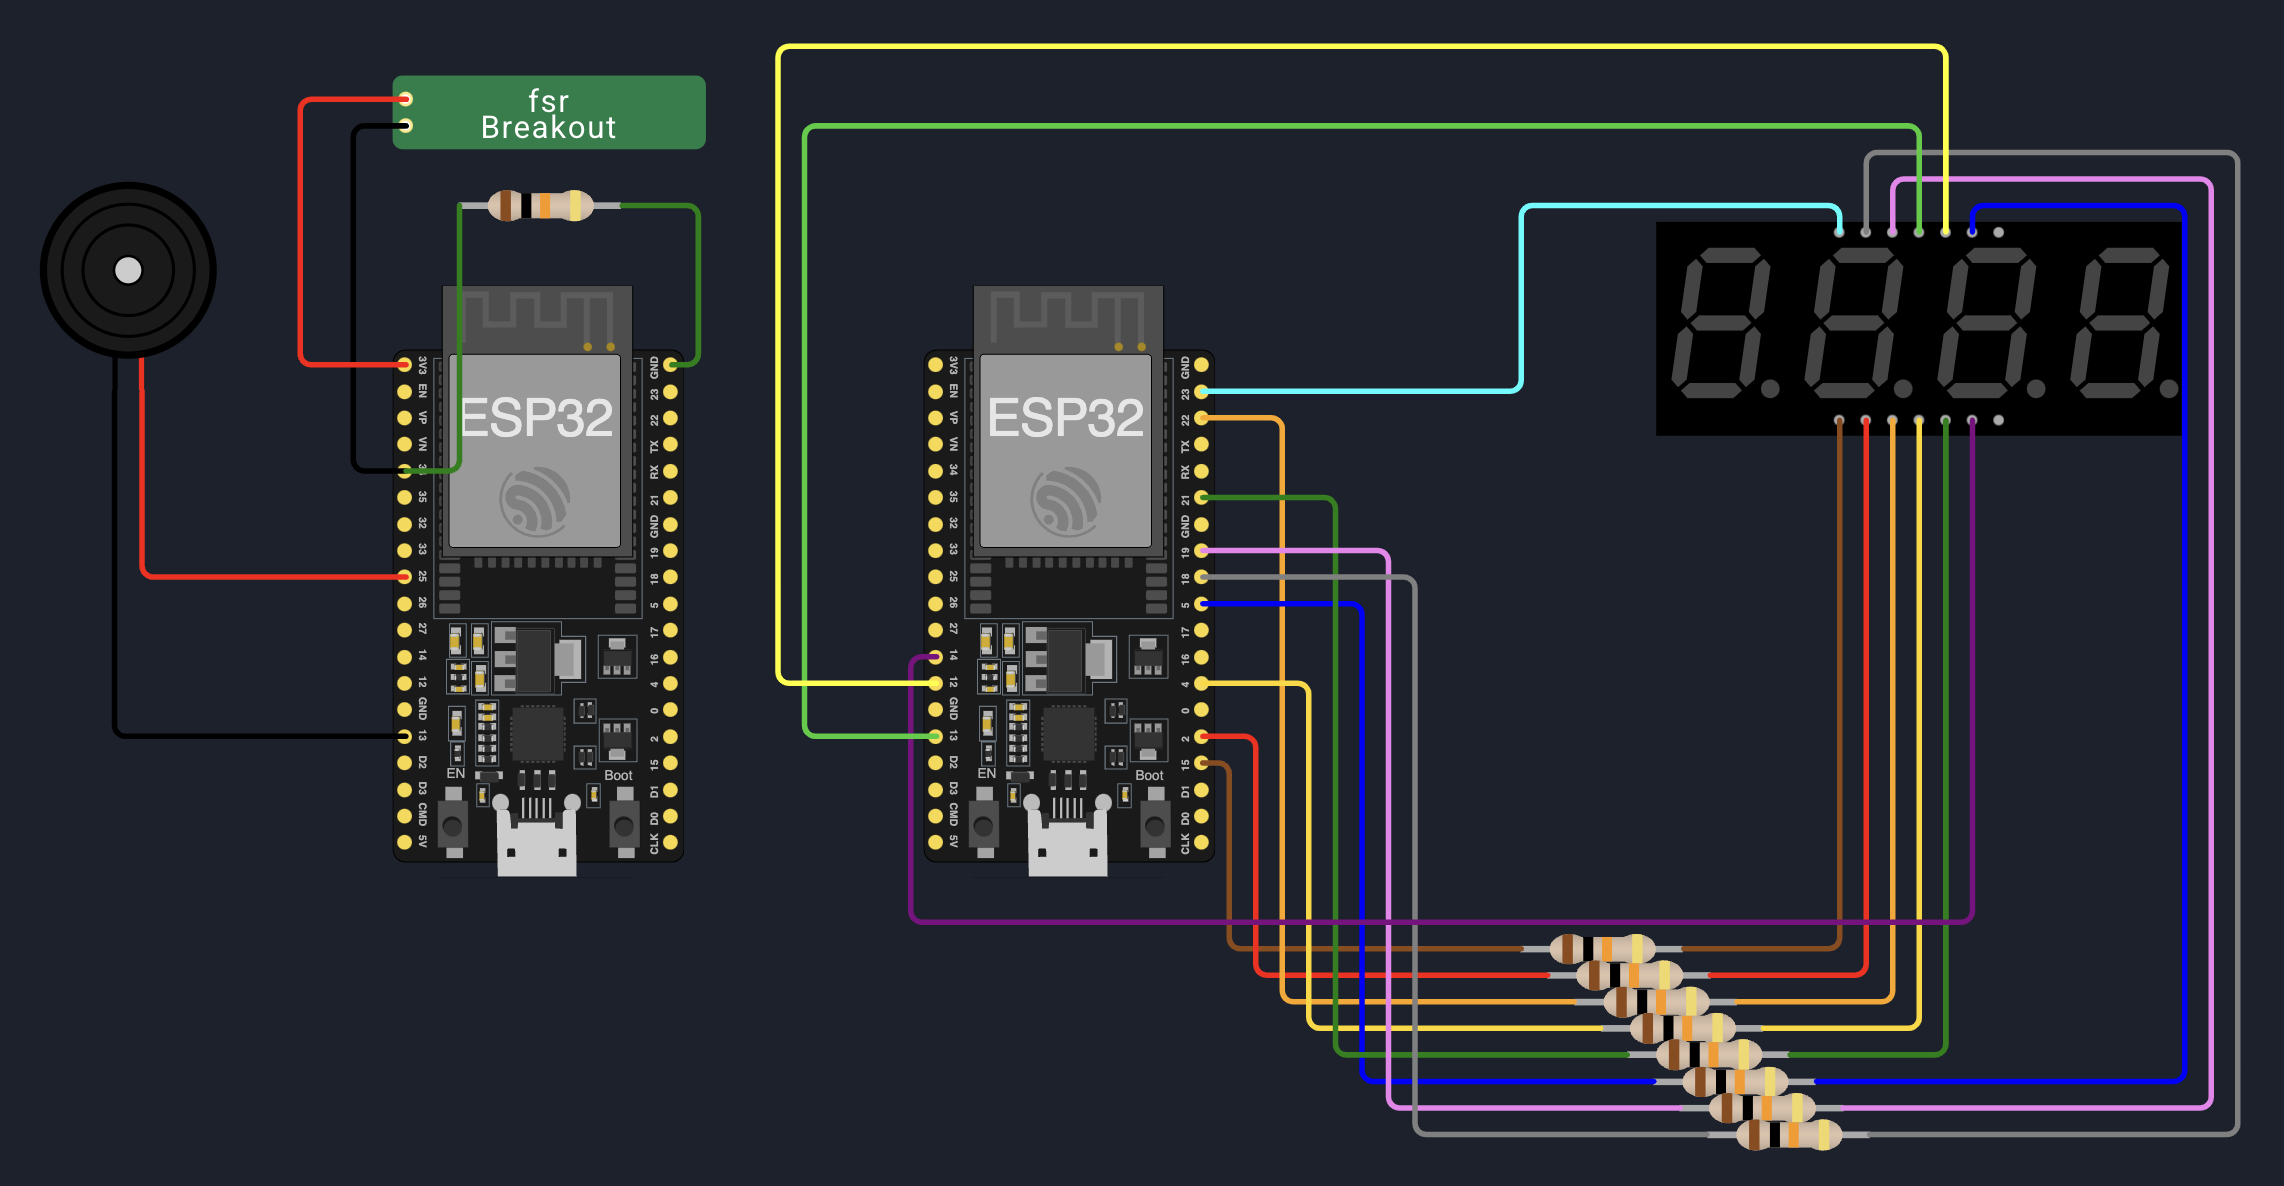 fsr
Breakout
3V3
EN
VP
VN
35
32
33
25
26
27
14
12
GND
13
D2
D3
CMD
5V
GND
23
22
TX
RX
21
GND
19
18
5
17
16
4
0
2
15
D1
D0
CLK
ESP32
EN
Boot
3V3
EN
VP
VN
34
35
32
33
25
26
27
14
12
GND
13
D2
D3
CMD
5V
GND
23
22
TX
RX
21
GND
19
18
5
17
16
4
0
2
15
D1
D0
CLK
ESP32
EN
Boot